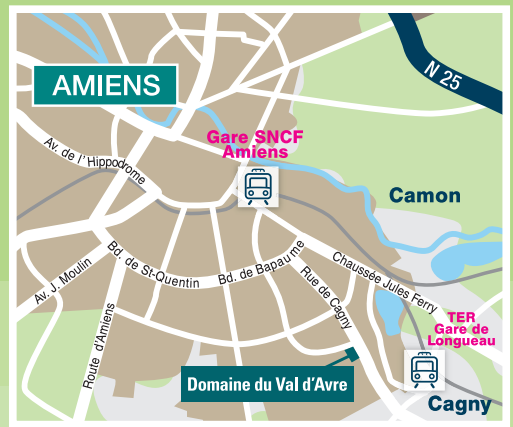 N 25
AMIENS
Gare SNCF
Amiens
Av. de l'Hippodrome
Camon
Bd. de St-Quentin
Bd. de Bapaume
Chaussée Jules Ferry
Av. J. Moulin
Rue de Cagny
Route d'Amiens
TER
Gare de
Longueau
Domaine du Val d'Avre
Cagny